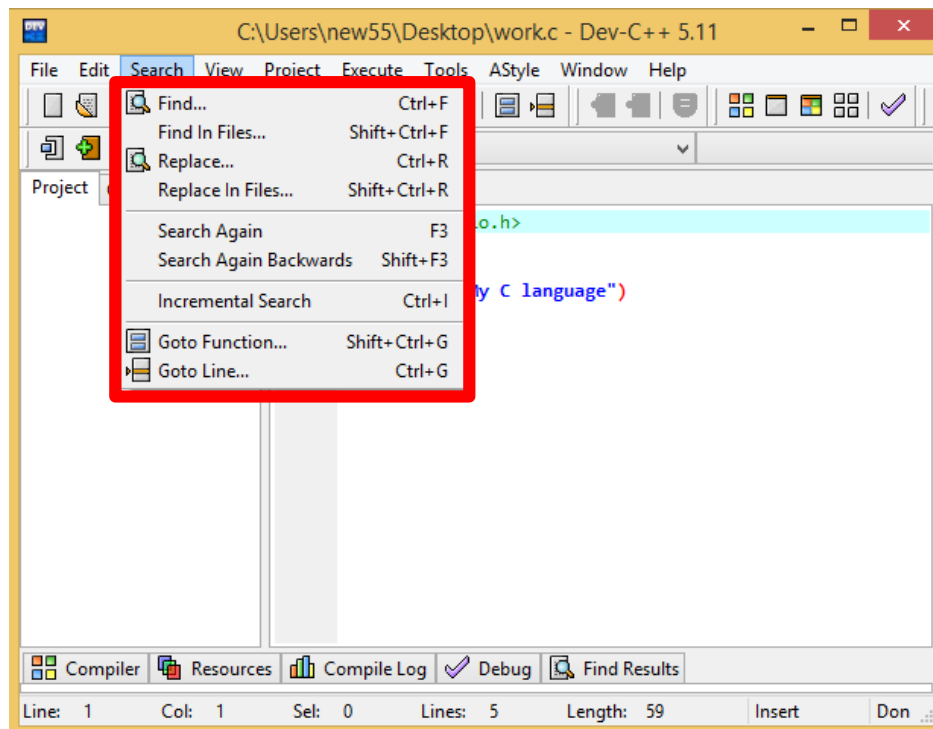 DEV
C:\Users\new55\Desktop\work.c - Dev-C++ 5.11
File Edit Search View Project Execute Tools AStyle Window Help
Find... Ctrl+F
Find In Files... Shift+Ctrl+F
Replace... Ctrl+R
Replace In Files... Shift+Ctrl+R
Search Again F3
Search Again Backwards Shift+F3
Incremental Search Ctrl+I
Goto Function... Shift+Ctrl+G
Goto Line... Ctrl+G
Project
o.h>
My C language")
Compiler Resources Compile Log Debug Find Results
Line: 1 Col: 1 Sel: 0 Lines: 5 Length: 59 Insert Don